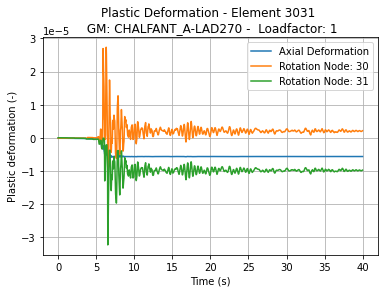 Plastic Deformation - Element 3031
GM: CHALFANT_A-LAD270 -  Loadfactor: 1
1e−5
Axial Deformation
Rotation Node: 30
Rotation Node: 31
Plastic deformation (-)
3
2
1
0
−1
−2
−3
0 5 10 15 20 25 30 35 40
Time (s)